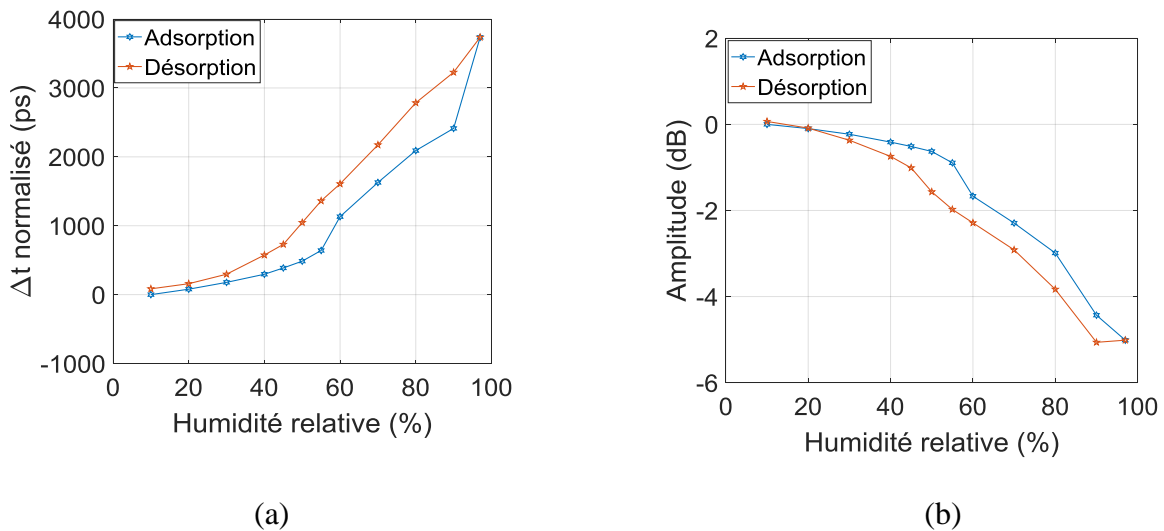 4000
3000
2000
1000
0
-1000
0
20
40
60
80
100
Δt normalisé (ps)
Humidité relative (%)
Adsorption
Désorption
(a)
2
0
-2
-4
-6
0
20
40
60
80
100
Amplitude (dB)
Humidité relative (%)
Adsorption
Désorption
(b)